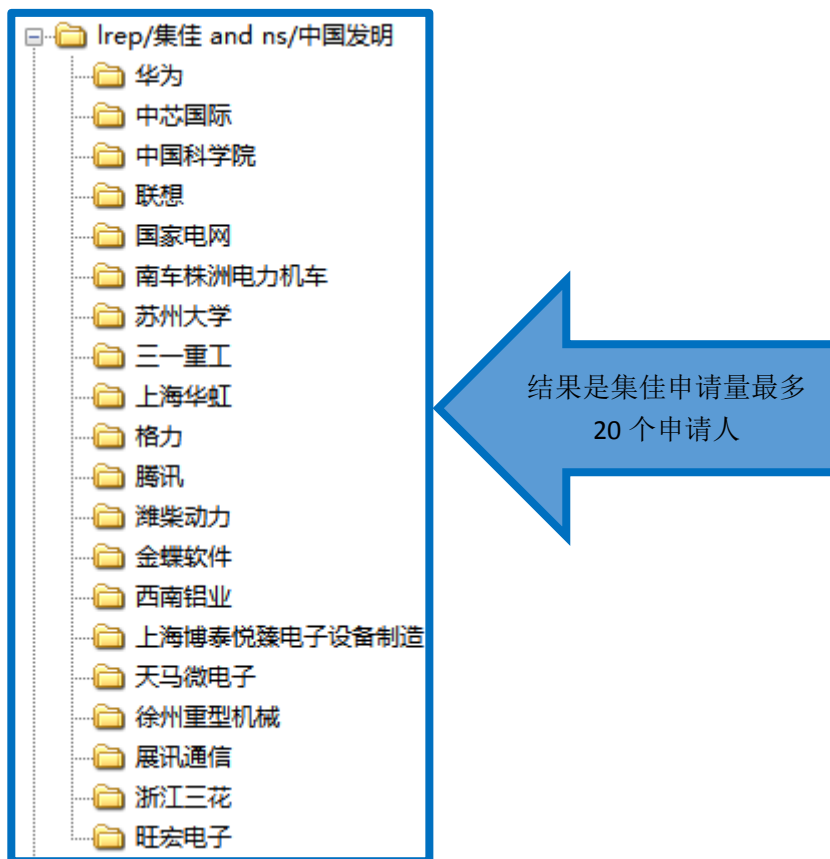 lrep/集佳 and ns/中国发明
华为
中芯国际
中国科学院
联想
国家电网
南车株洲电力机车
苏州大学
三一重工
上海华虹
格力
腾讯
潍柴动力
金蝶软件
西南铝业
上海博泰悦臻电子设备制造
天马微电子
徐州重型机械
展讯通信
浙江三花
旺宏电子
结果是集佳申请量最多
20 个申请人